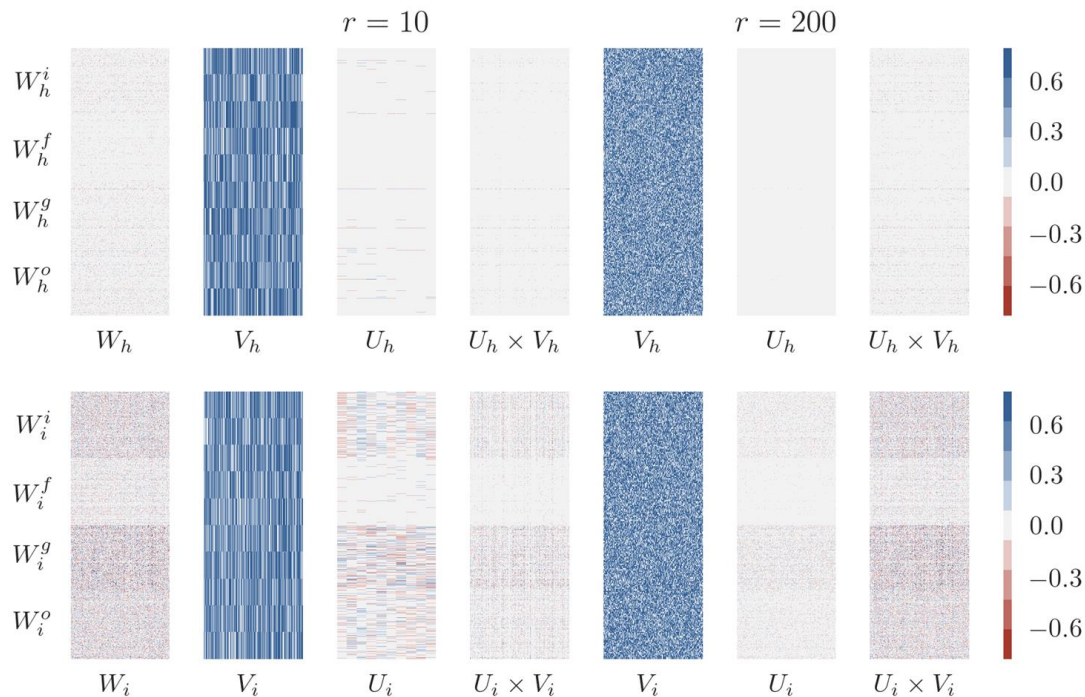 r = 10 r = 200
W_h^i
W_h^f
W_h^g
W_h^o
0.6
0.3
0.0
−0.3
−0.6
W_h V_h U_h U_h × V_h V_h U_h U_h × V_h
W_i^i
W_i^f
W_i^g
W_i^o
0.6
0.3
0.0
−0.3
−0.6
W_i V_i U_i U_i × V_i V_i U_i U_i × V_i